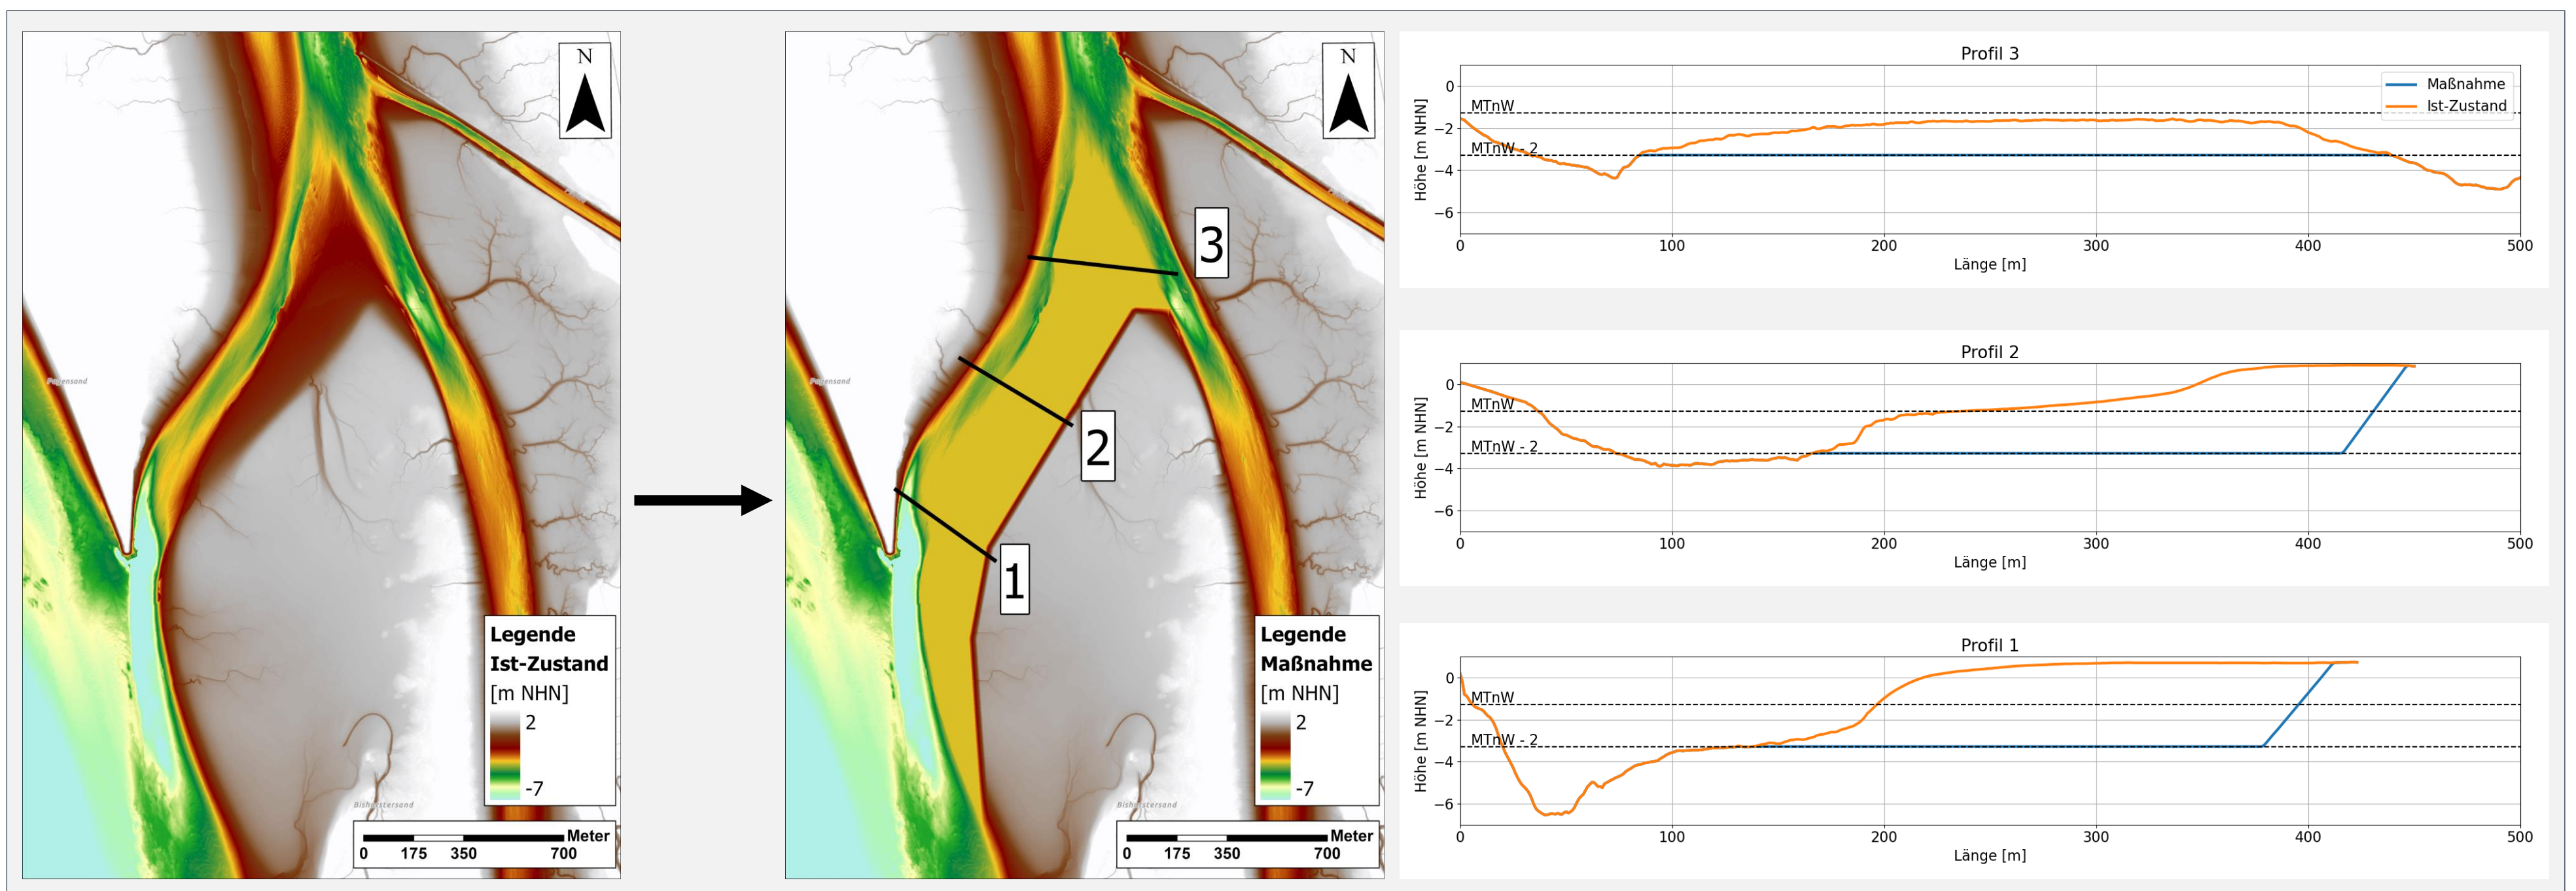 N
Pagensand
Legende
Ist-Zustand
[m NHN]
2
-7
Bishorstersand
Meter
0 175 350 700
N
3
2
1
Pagensand
Legende
Maßnahme
[m NHN]
2
-7
Bishorstersand
Meter
0 175 350 700
Profil 3
Maßnahme
Ist-Zustand
MTnW
MTnW - 2
Höhe [m NHN]
0
−2
−4
−6
0 100 200 300 400 500
Länge [m]
Profil 2
MTnW
MTnW - 2
Höhe [m NHN]
0
−2
−4
−6
0 100 200 300 400 500
Länge [m]
Profil 1
MTnW
MTnW - 2
Höhe [m NHN]
0
−2
−4
−6
0 100 200 300 400 500
Länge [m]